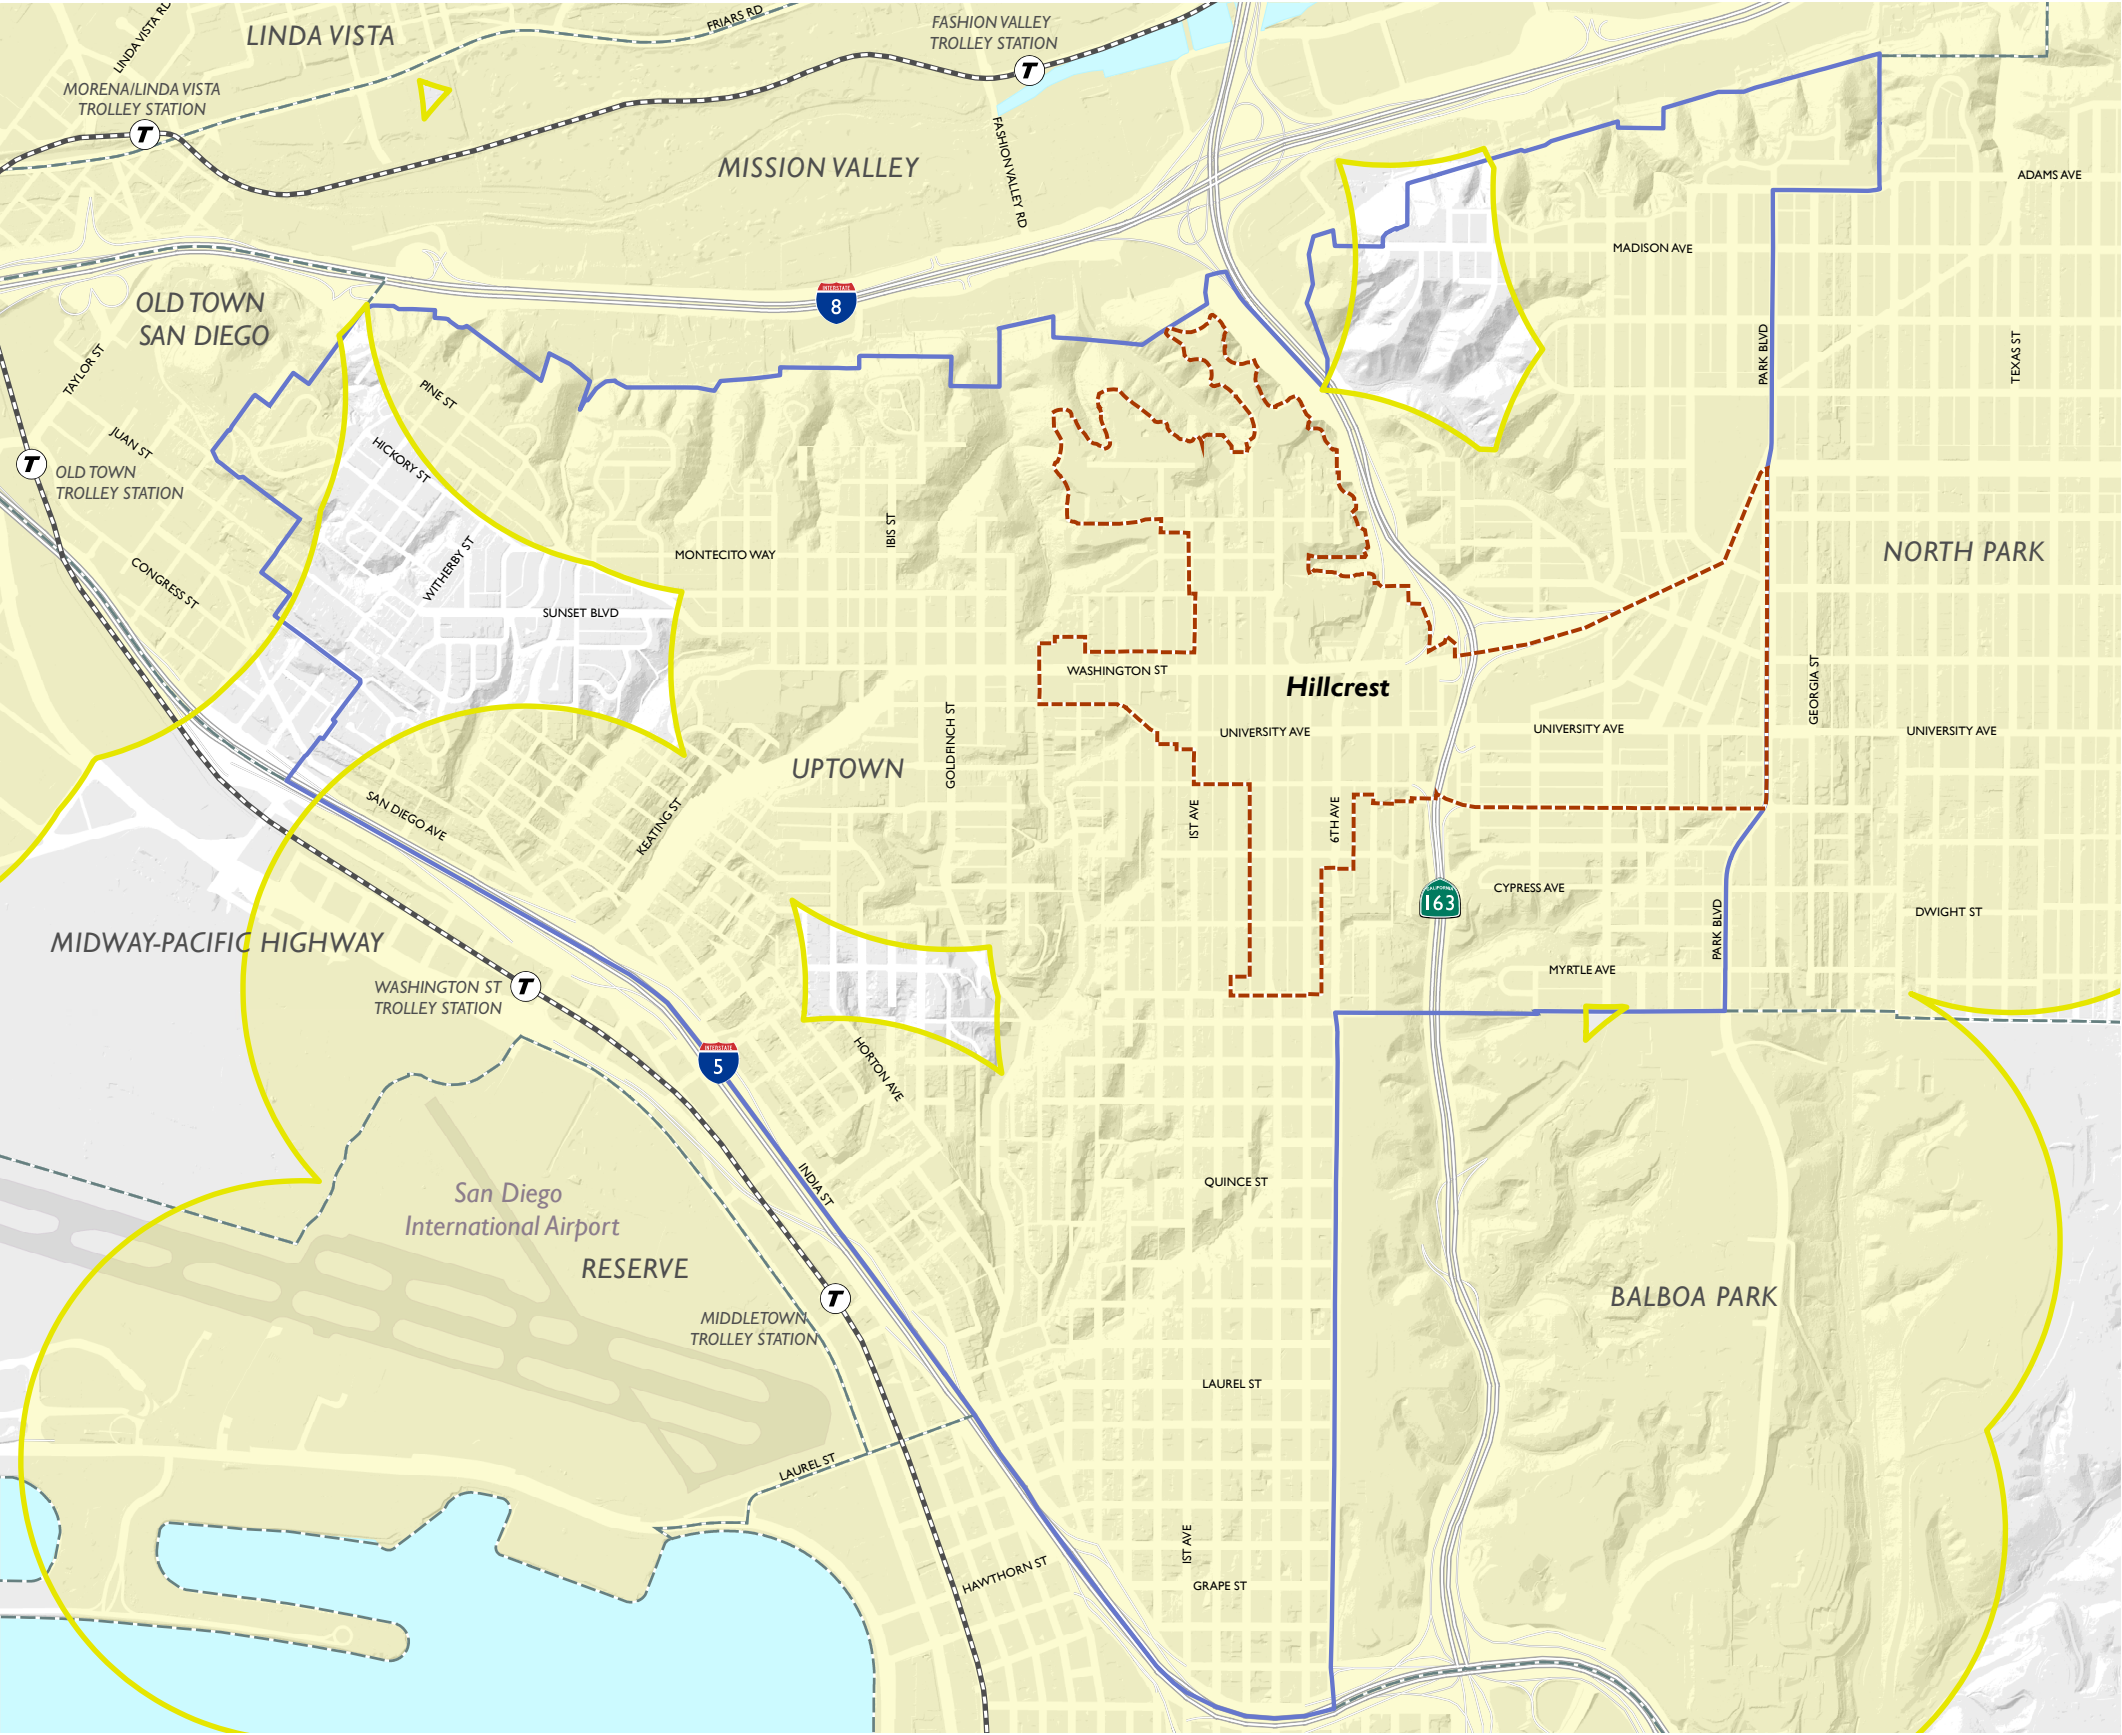 LINDA VISTA RD
LINDA VISTA
FRIARS RD
FASHION VALLEY
TROLLEY STATION
T
MORENA/LINDA VISTA
TROLLEY STATION
T
MISSION VALLEY
FASHION VALLEY RD
ADAMS AVE
MADISON AVE
OLD TOWN
SAN DIEGO
INTERSTATE
8
TAYLOR ST
PINE ST
PARK BLVD
TEXAS ST
JUAN ST
HICKORY ST
T
OLD TOWN
TROLLEY STATION
IBIS ST
MONTECITO WAY
NORTH PARK
CONGRESS ST
WITHERBY ST
SUNSET BLVD
WASHINGTON ST
Hillcrest
GEORGIA ST
GOLDFINCH ST
UNIVERSITY AVE
UNIVERSITY AVE
UNIVERSITY AVE
UPTOWN
SAN DIEGO AVE
KEATING ST
1ST AVE
6TH AVE
CALIFORNIA
163
CYPRESS AVE
DWIGHT ST
PARK BLVD
MIDWAY-PACIFIC HIGHWAY
MYRTLE AVE
WASHINGTON ST
TROLLEY STATION
T
INTERSTATE
5
HORTON AVE
INDIA ST
QUINCE ST
San Diego
International Airport
RESERVE
BALBOA PARK
MIDDLETOWN
TROLLEY STATION
T
LAUREL ST
LAUREL ST
1ST AVE
HAWTHORN ST
GRAPE ST